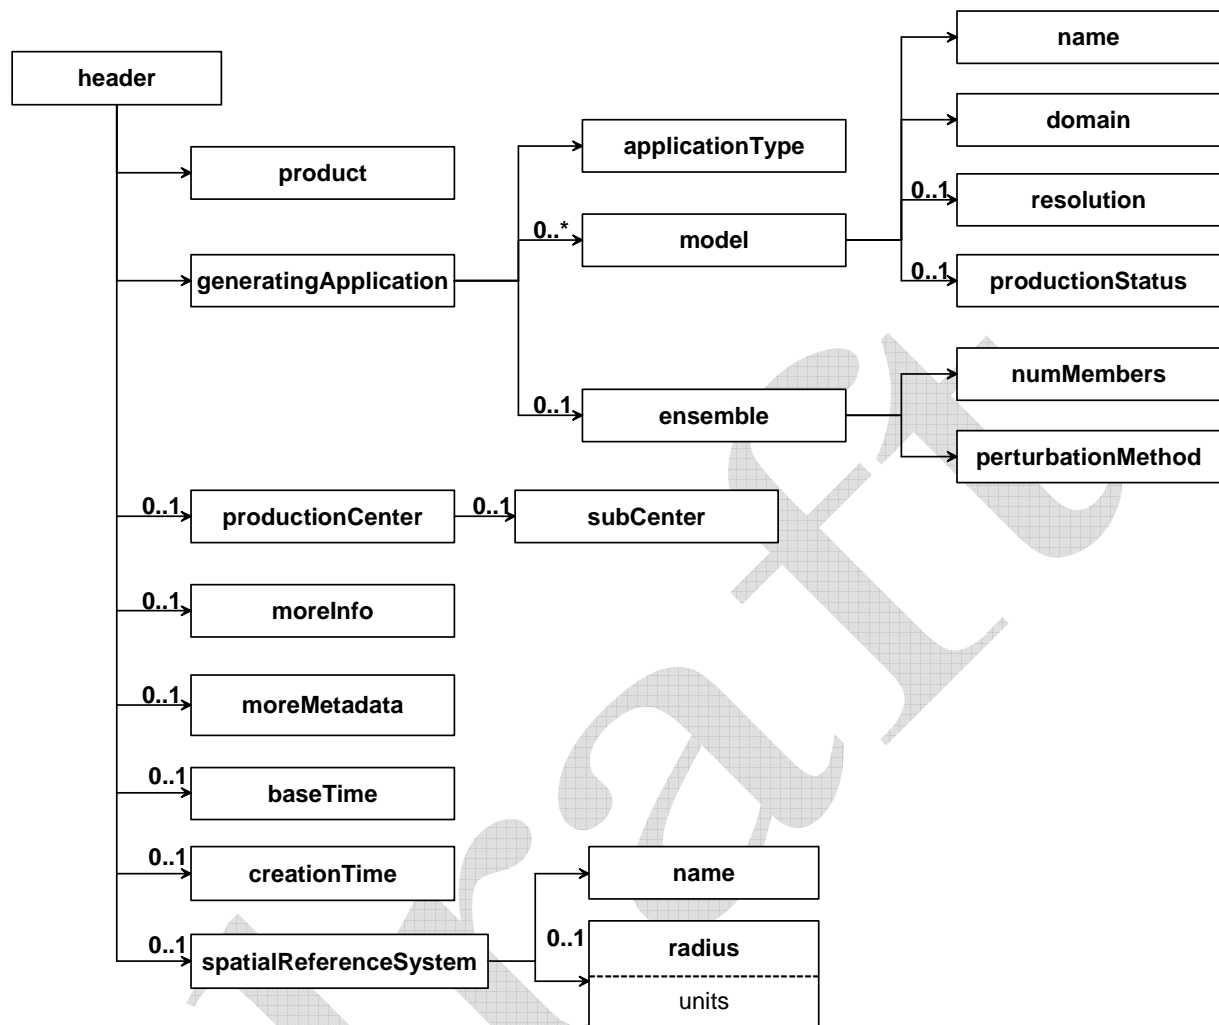 header
product
generatingApplication
applicationType
0..*
model
name
domain
0..1
resolution
0..1
productionStatus
0..1
ensemble
numMembers
perturbationMethod
0..1
productionCenter
0..1
subCenter
0..1
moreInfo
0..1
moreMetadata
0..1
baseTime
0..1
creationTime
0..1
spatialReferenceSystem
name
0..1
radius
units
raft